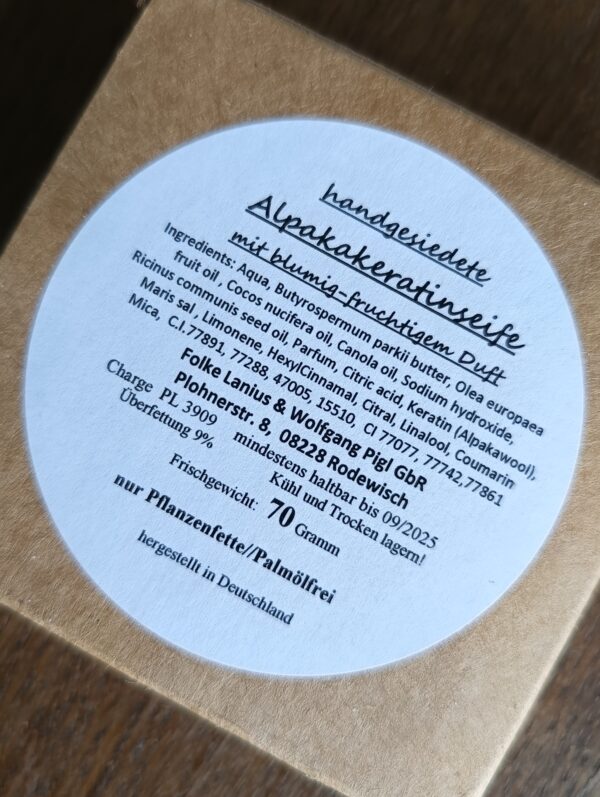 handgesiedete
Alpakakeratinseife
mit blumig-fruchtigem Duft
Ingredients: Aqua, Butyrospermum parkii butter, Olea europaea
fruit oil , Cocos nucifera oil, Canola oil, Sodium hydroxide,
Ricinus communis seed oil, Parfum, Citric acid, Keratin (Alpakawool),
Maris sal , Limonene, HexylCinnamal, Citral, Linalool, Coumarin
Mica, C.I.77891, 77288, 47005, 15510, CI 77077, 77742,77861
Folke Lanius & Wolfgang Pigl GbR
Plohnerstr. 8, 08228 Rodewisch
Charge PL 3909 mindestens haltbar bis 09/2025
Überfettung 9% Kühl und Trocken lagern!
Frischgewicht: 70 Gramm
nur Pflanzenfette//Palmölfrei
hergestellt in Deutschland